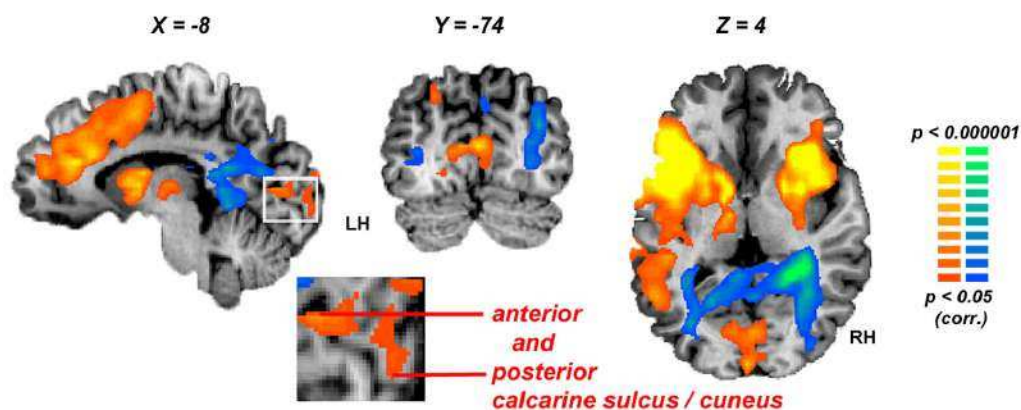 X = -8
Y = -74
Z = 4
p < 0.000001
LH
anterior
and
posterior
calcarine sulcus / cuneus
p < 0.05
(corr.)
RH